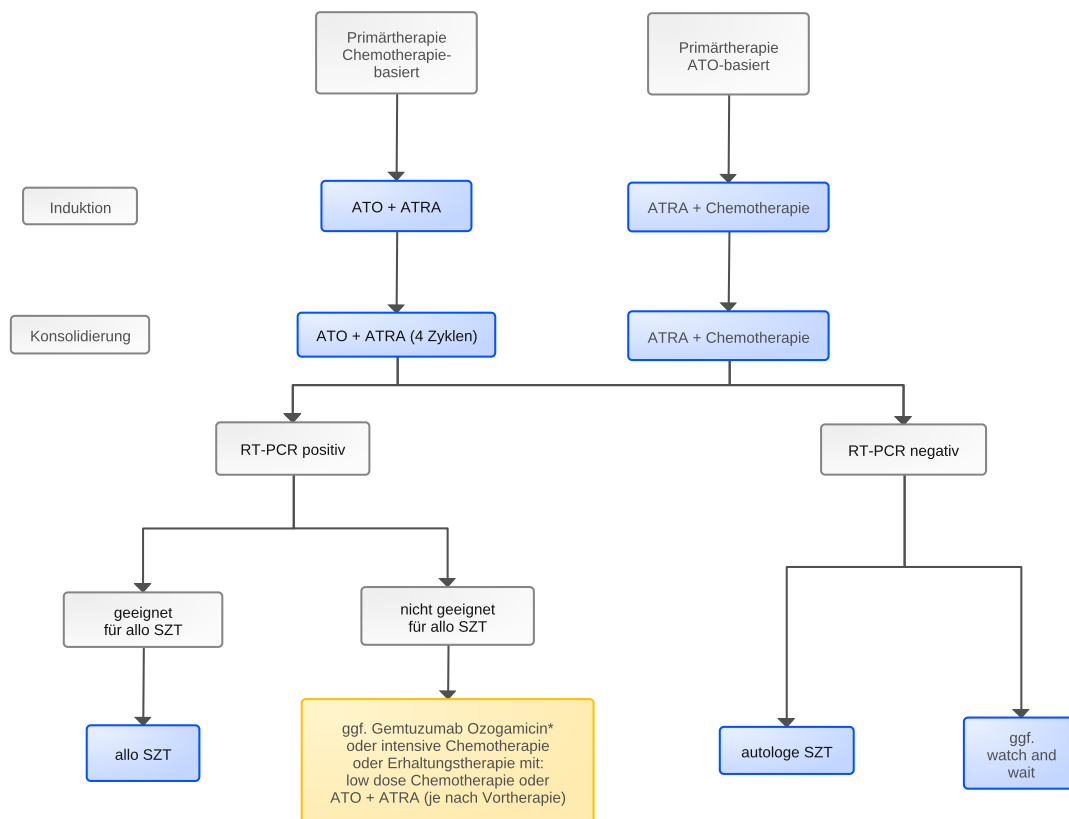 Primärtherapie
Chemotherapie-
basiert
Primärtherapie
ATO-basiert
Induktion
ATO + ATRA
ATRA + Chemotherapie
Konsolidierung
ATO + ATRA (4 Zyklen)
ATRA + Chemotherapie
RT-PCR positiv
RT-PCR negativ
geeignet
für allo SZT
nicht geeignet
für allo SZT
allo SZT
ggf. Gemtuzumab Ozogamicin*
oder intensive Chemotherapie
oder Erhaltungstherapie mit:
low dose Chemotherapie oder
ATO + ATRA (je nach Vortherapie)
autologe SZT
ggf.
watch and
wait